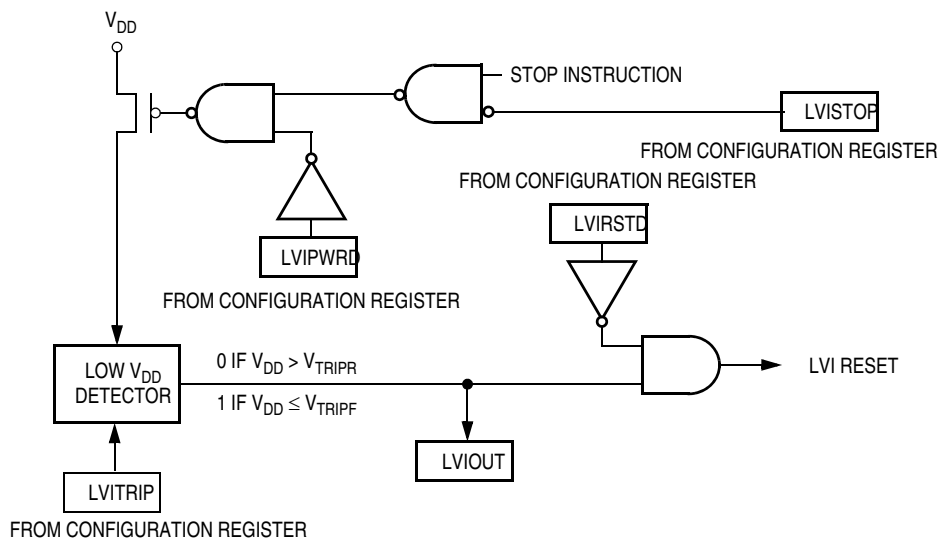 VDD
STOP INSTRUCTION
LVISTOP
FROM CONFIGURATION REGISTER
FROM CONFIGURATION REGISTER
LVIRSTD
LVIPWRD
FROM CONFIGURATION REGISTER
LOW VDD
DETECTOR
0 IF VDD > VTRIPR
1 IF VDD ≤ VTRIPF
LVI RESET
LVIOUT
LVITRIP
FROM CONFIGURATION REGISTER